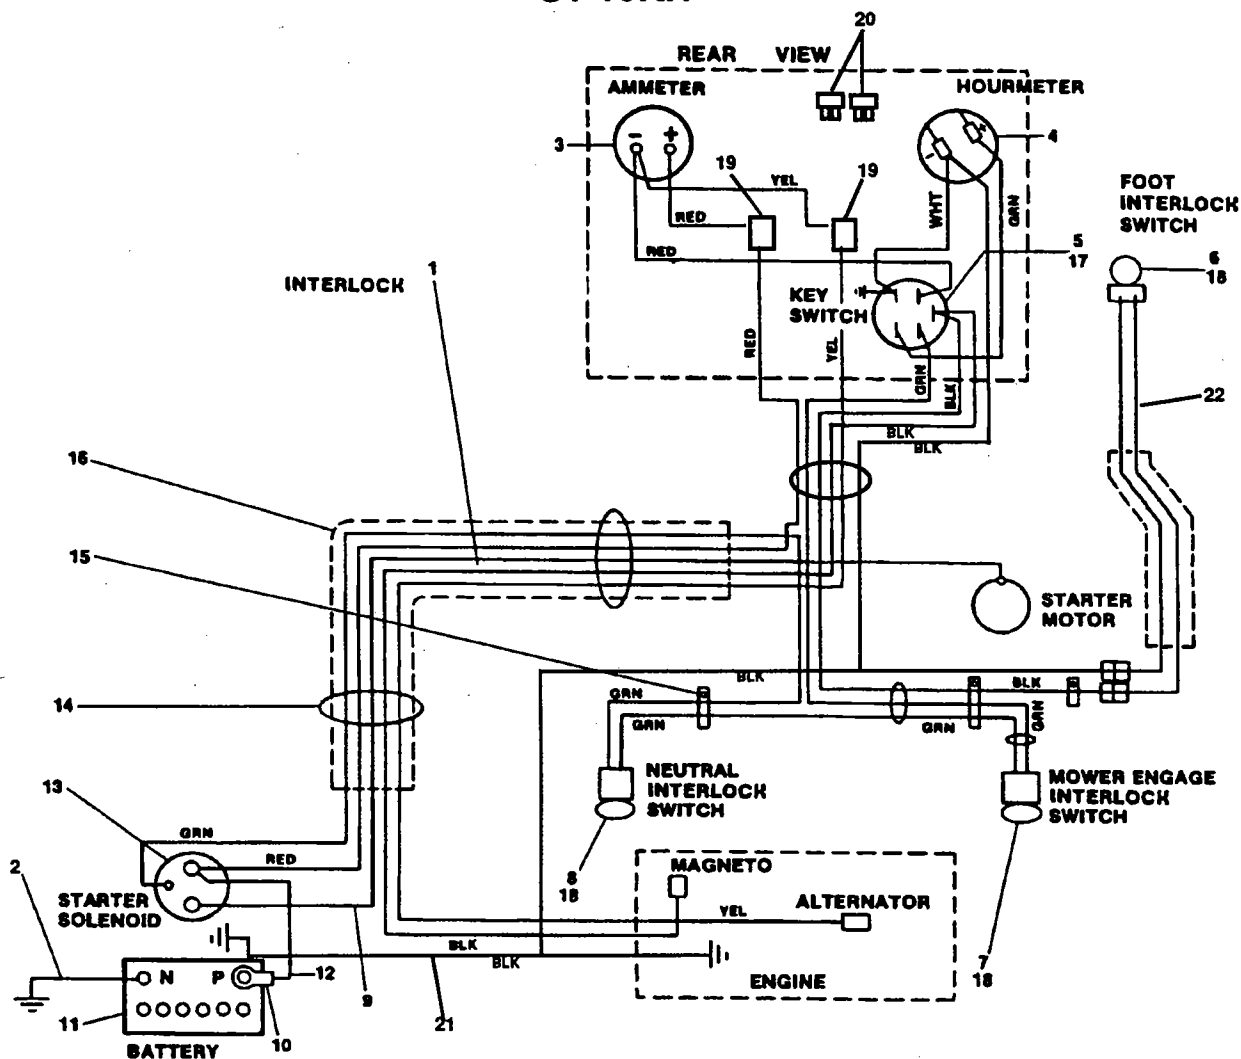 20
REAR VIEW
AMMETER
HOURMETER
3
- +
+
-
4
19
19
YEL
RED
RED
WHT
GRN
FOOT
INTERLOCK
SWITCH
5
17
6
18
1
INTERLOCK
KEY
SWITCH
RED
YEL
GRN
BLK
BLK
BLK
22
16
15
STARTER
MOTOR
14
BLK
BLK
GRN
GRN
GRN
GRN
NEUTRAL
INTERLOCK
SWITCH
MOWER ENGAGE
INTERLOCK
SWITCH
13
GRN
RED
2
STARTER
SOLENOID
18
MAGNETO
ALTERNATOR
YEL
BLK
BLK
ENGINE
7
18
N P
12
9
21
11
10
BATTERY